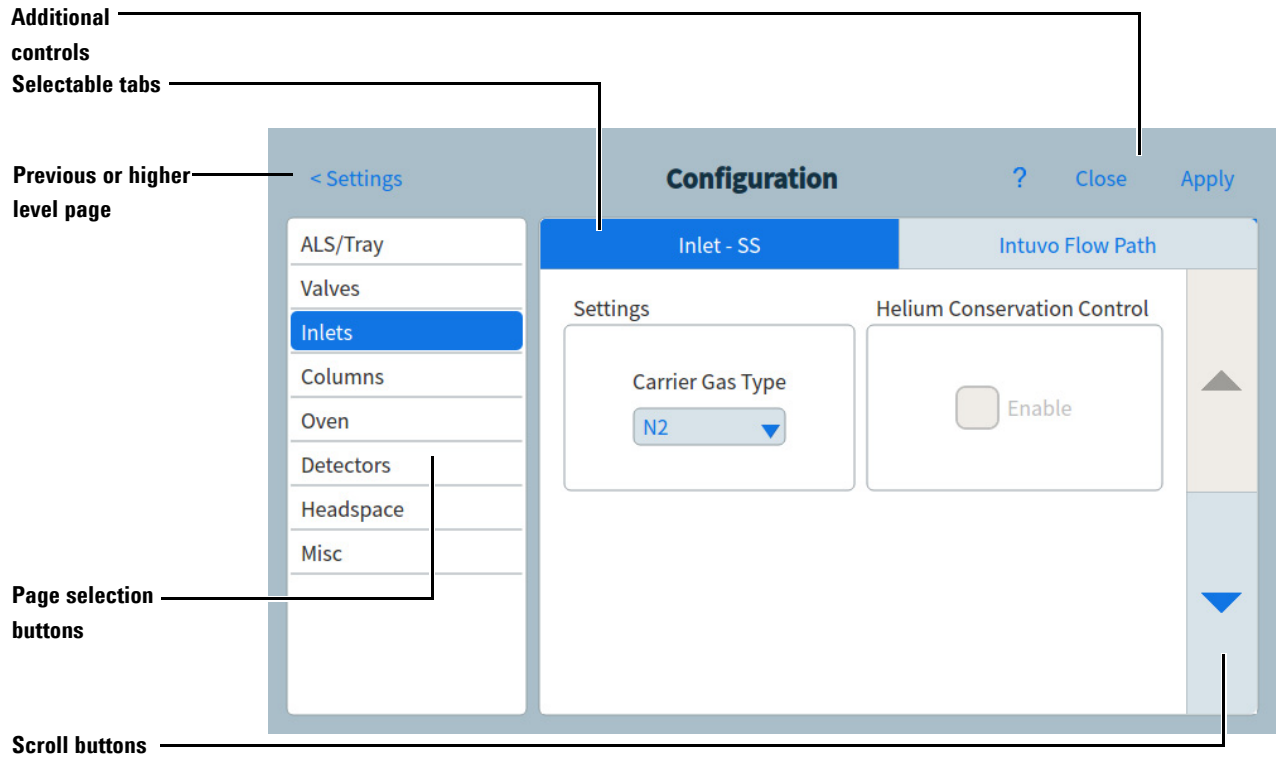 Additional
controls
Selectable tabs
Previous or higher
level page
< Settings
Configuration
?
Close
Apply
ALS/Tray
Valves
Inlets
Columns
Oven
Detectors
Headspace
Misc
Inlet - SS
Intuvo Flow Path
Settings
Carrier Gas Type
N2
Helium Conservation Control
Enable
Page selection
buttons
Scroll buttons